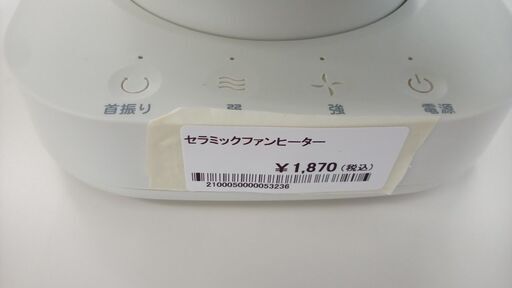 首振り 弱 強 電源
セラミックファンヒーター
¥1,870(税込)
2100050000053236